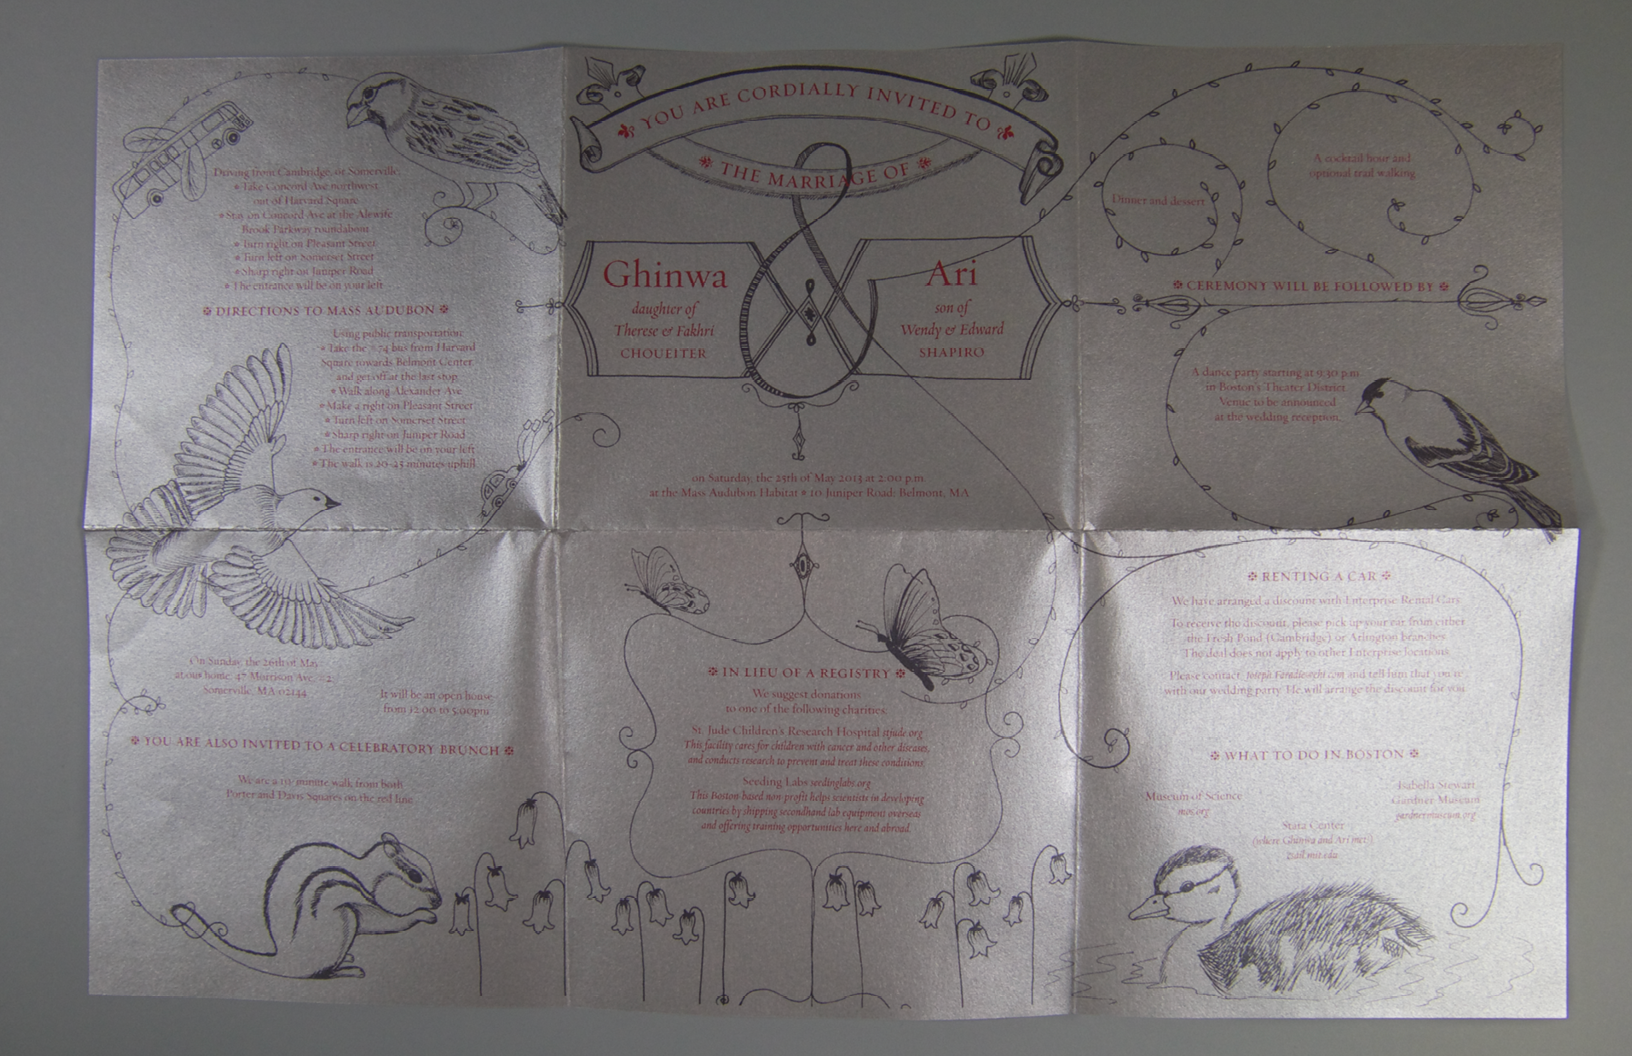 Driving from Cambridge or Somerville:
Take Concord Ave northwest
out of Harvard Square
Stay on Concord Ave at the Alewife
Brook Parkway roundabout
Turn right on Pleasant Street
Turn left on Somerset Street
Sharp right on Juniper Road
The entrance will be on your left
DIRECTIONS TO MASS AUDUBON
Using public transportation:
Take the #74 bus from Harvard
Square towards Belmont Center
and get off at the last stop
Walk along Alexander Ave
Make a right on Pleasant Street
Turn left on Somerset Street
Sharp right on Juniper Road
The entrance will be on your left
The walk is 20-25 minutes uphill
YOU ARE CORDIALLY INVITED TO
THE MARRIAGE OF
Ghinwa
daughter of
Therese & Fakhri
CHOUEITER
&
Ari
son of
Wendy & Edward
SHAPIRO
on Saturday, the 25th of May 2013 at 2:00 p.m.
at the Mass Audubon Habitat 10 Juniper Road: Belmont, MA
Dinner and dessert
A cocktail hour and
optional trail walking
CEREMONY WILL BE FOLLOWED BY
A dance party starting at 9:30 p.m.
in Boston's Theater District
Venue to be announced
at the wedding reception.
On Sunday, the 26th of May
at our home, 47 Morrison Ave
Somerville, MA 02144
It will be an open house
from 12:00 to 5:00pm
YOU ARE ALSO INVITED TO A CELEBRATORY BRUNCH
We are a 10-minute walk from both
Porter and Davis Squares on the red line
IN LIEU OF A REGISTRY
We suggest donations
to one of the following charities:
St. Jude Children's Research Hospital stjude.org
This facility cares for children with cancer and other diseases,
and conducts research to prevent and treat these conditions.
Seeding Labs seedinglabs.org
This Boston-based non-profit helps scientists in developing
countries by shipping secondhand lab equipment overseas
and offering training opportunities here and abroad.
RENTING A CAR
We have arranged a discount with Enterprise Rental Cars.
To receive the discount, please pick up your car from either
the Fresh Pond (Cambridge) or Arlington branches.
The deal does not apply to other Enterprise locations.
Please contact and tell him that you're
with our wedding party. He will arrange the discount for you.
WHAT TO DO IN BOSTON
Museum of Science
mos.org
Isabella Stewart
Gardner Museum
gardnermuseum.org
Stata Center
(where Ghinwa and Ari met!)
csail.mit.edu